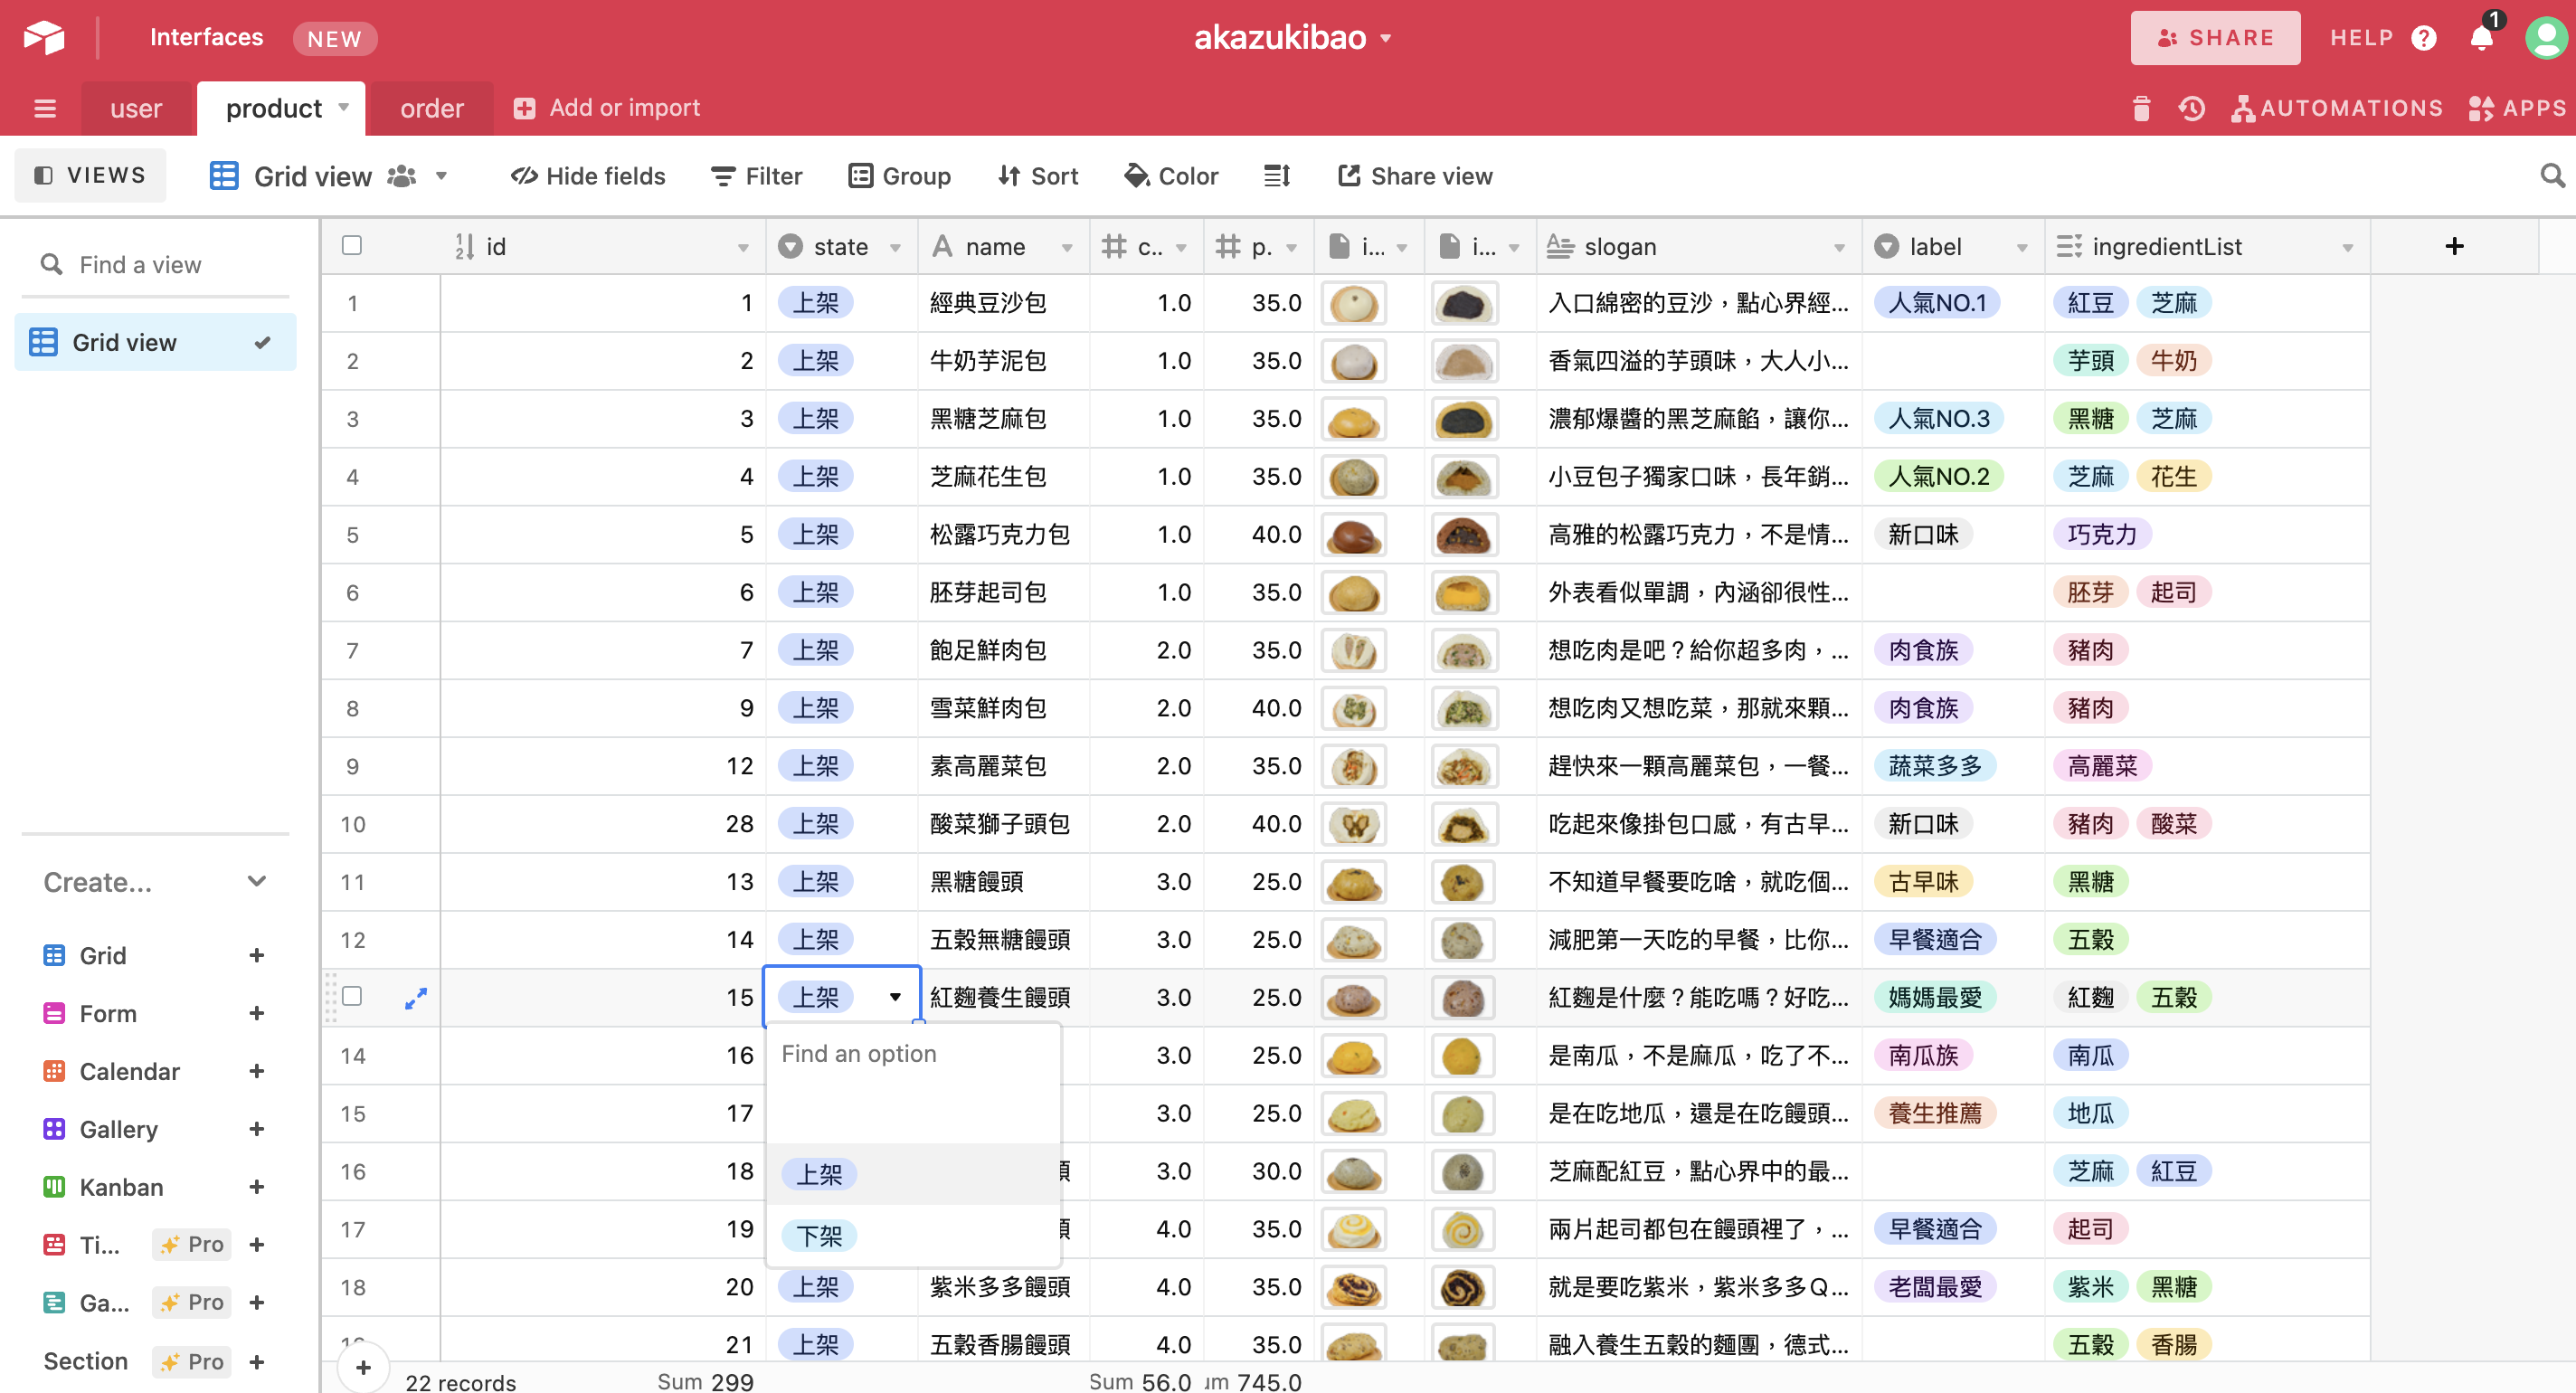 Interfaces NEW akazukibao SHARE HELP 1
user product order Add or import AUTOMATIONS APPS
VIEWS Grid view Hide fields Filter Group Sort Color Share view
Find a view
Grid view
Create...
Grid
Form
Calendar
Gallery
Kanban
Ti... Pro
Ga... Pro
Section Pro
id state name c.. p. i... i... slogan label ingredientList
1 1 上架 經典豆沙包 1.0 35.0 入口綿密的豆沙，點心界經... 人氣NO.1 紅豆 芝麻
2 2 上架 牛奶芋泥包 1.0 35.0 香氣四溢的芋頭味，大人小... 芋頭 牛奶
3 3 上架 黑糖芝麻包 1.0 35.0 濃郁爆醬的黑芝麻餡，讓你... 人氣NO.3 黑糖 芝麻
4 4 上架 芝麻花生包 1.0 35.0 小豆包子獨家口味，長年銷... 人氣NO.2 芝麻 花生
5 5 上架 松露巧克力包 1.0 40.0 高雅的松露巧克力，不是情... 新口味 巧克力
6 6 上架 胚芽起司包 1.0 35.0 外表看似單調，內涵卻很性... 胚芽 起司
7 7 上架 飽足鮮肉包 2.0 35.0 想吃肉是吧？給你超多肉，... 肉食族 豬肉
8 9 上架 雪菜鮮肉包 2.0 40.0 想吃肉又想吃菜，那就來顆... 肉食族 豬肉
9 12 上架 素高麗菜包 2.0 35.0 趕快來一顆高麗菜包，一餐... 蔬菜多多 高麗菜
10 28 上架 酸菜獅子頭包 2.0 40.0 吃起來像掛包口感，有古早... 新口味 豬肉 酸菜
11 13 上架 黑糖饅頭 3.0 25.0 不知道早餐要吃啥，就吃個... 古早味 黑糖
12 14 上架 五穀無糖饅頭 3.0 25.0 減肥第一天吃的早餐，比你... 早餐適合 五穀
15 上架 紅麴養生饅頭 3.0 25.0 紅麴是什麼？能吃嗎？好吃... 媽媽最愛 紅麴 五穀
Find an option
上架
下架
14 16 3.0 25.0 是南瓜，不是麻瓜，吃了不... 南瓜族 南瓜
15 17 3.0 25.0 是在吃地瓜，還是在吃饅頭... 養生推薦 地瓜
16 18 3.0 30.0 芝麻配紅豆，點心界中的最... 芝麻 紅豆
17 19 4.0 35.0 兩片起司都包在饅頭裡了，... 早餐適合 起司
18 20 上架 紫米多多饅頭 4.0 35.0 就是要吃紫米，紫米多多Q... 老闆最愛 紫米 黑糖
21 上架 五穀香腸饅頭 4.0 35.0 融入養生五穀的麵團，德式... 五穀 香腸
22 records Sum 299 Sum 56.0 745.0